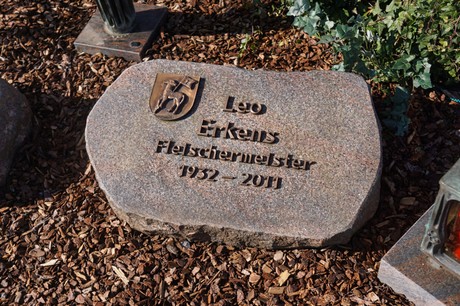 Leo
Erkens
Fleischermeister
1932 - 2011